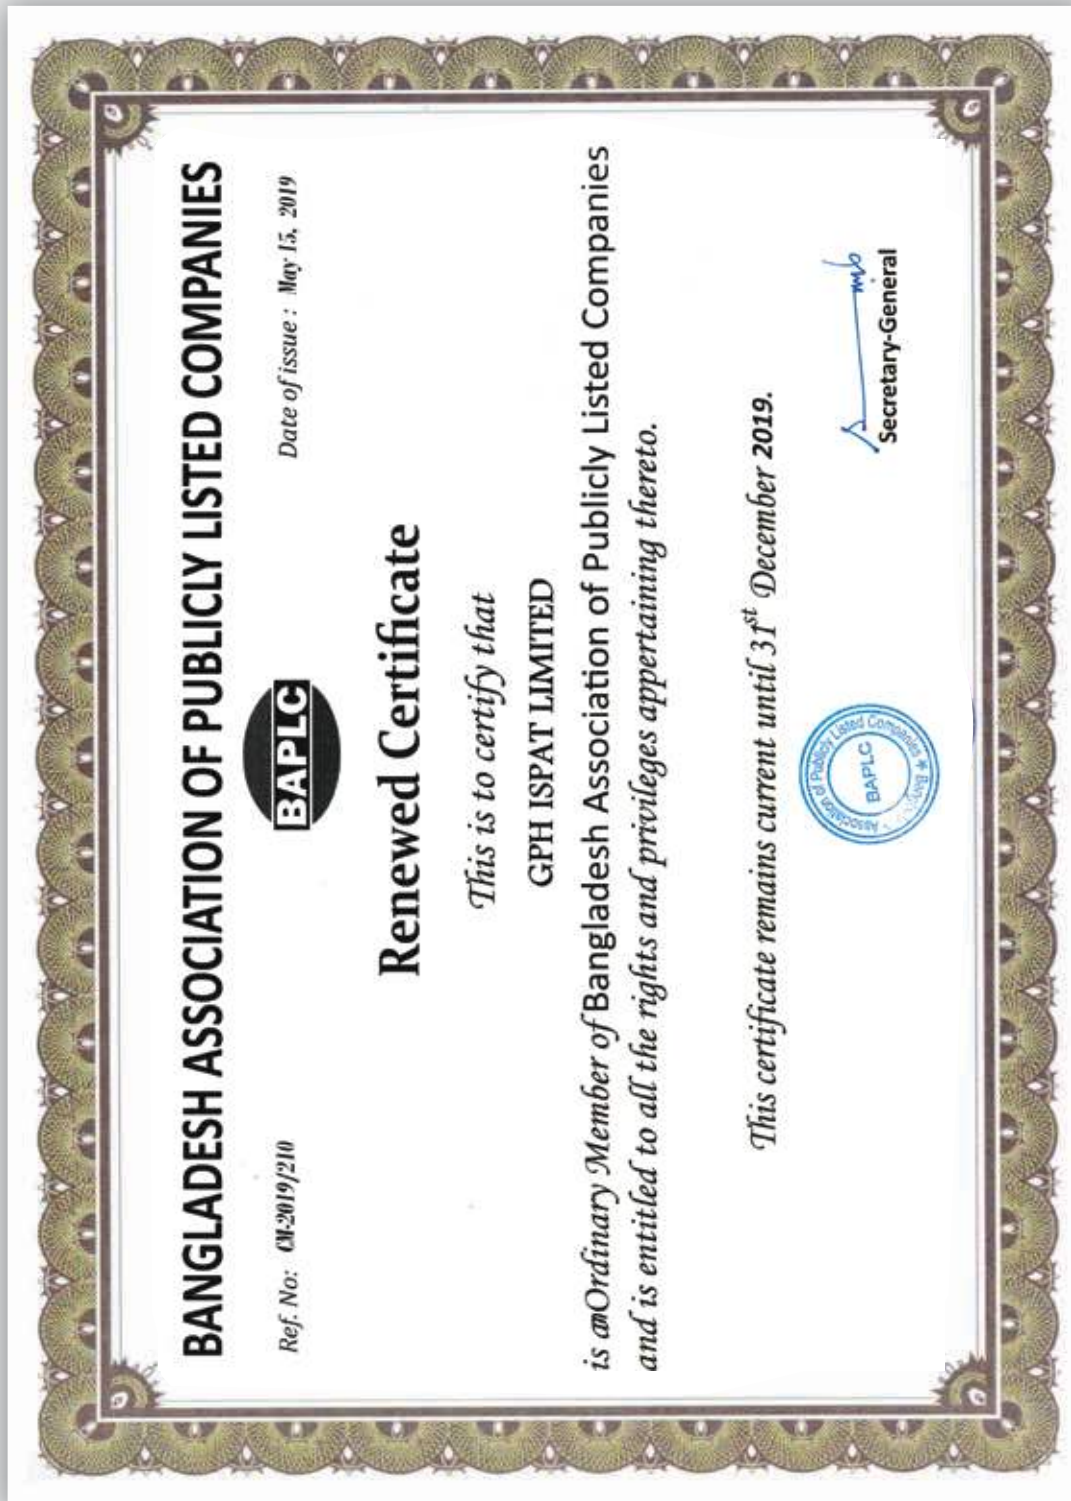 BANGLADESH ASSOCIATION OF PUBLICLY LISTED COMPANIES
Ref. No: CM-2019/210
BAPLC
Date of issue : May 15, 2019
Renewed Certificate
This is to certify that
GPH ISPAT LIMITED
is an Ordinary Member of Bangladesh Association of Publicly Listed Companies
and is entitled to all the rights and privileges appertaining thereto.
This certificate remains current until 31st December 2019.
Association of Publicly Listed Companies *
BAPLC
Secretary-General